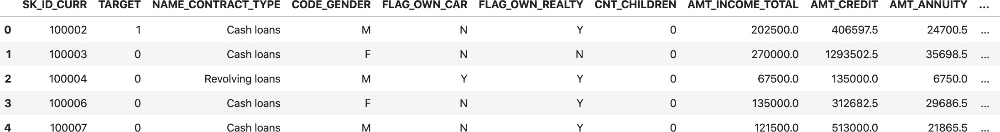 SK_ID_CURR TARGET NAME_CONTRACT_TYPE CODE_GENDER FLAG_OWN_CAR FLAG_OWN_REALTY CNT_CHILDREN AMT_INCOME_TOTAL AMT_CREDIT AMT_ANNUITY ...
0 100002 1 Cash loans M N Y 0 202500.0 406597.5 24700.5 ...
1 100003 0 Cash loans F N N 0 270000.0 1293502.5 35698.5 ...
2 100004 0 Revolving loans M Y Y 0 67500.0 135000.0 6750.0 ...
3 100006 0 Cash loans F N Y 0 135000.0 312682.5 29686.5 ...
4 100007 0 Cash loans M N Y 0 121500.0 513000.0 21865.5 ...